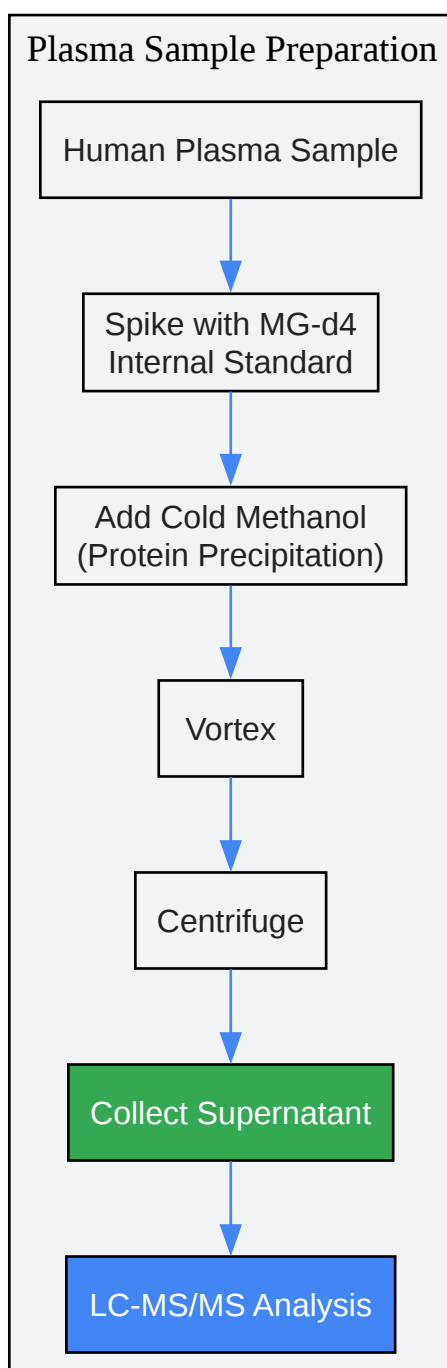 Plasma Sample Preparation
Human Plasma Sample
Spike with MG-d4
Internal Standard
Add Cold Methanol
(Protein Precipitation)
Vortex
Centrifuge
Collect Supernatant
LC-MS/MS Analysis